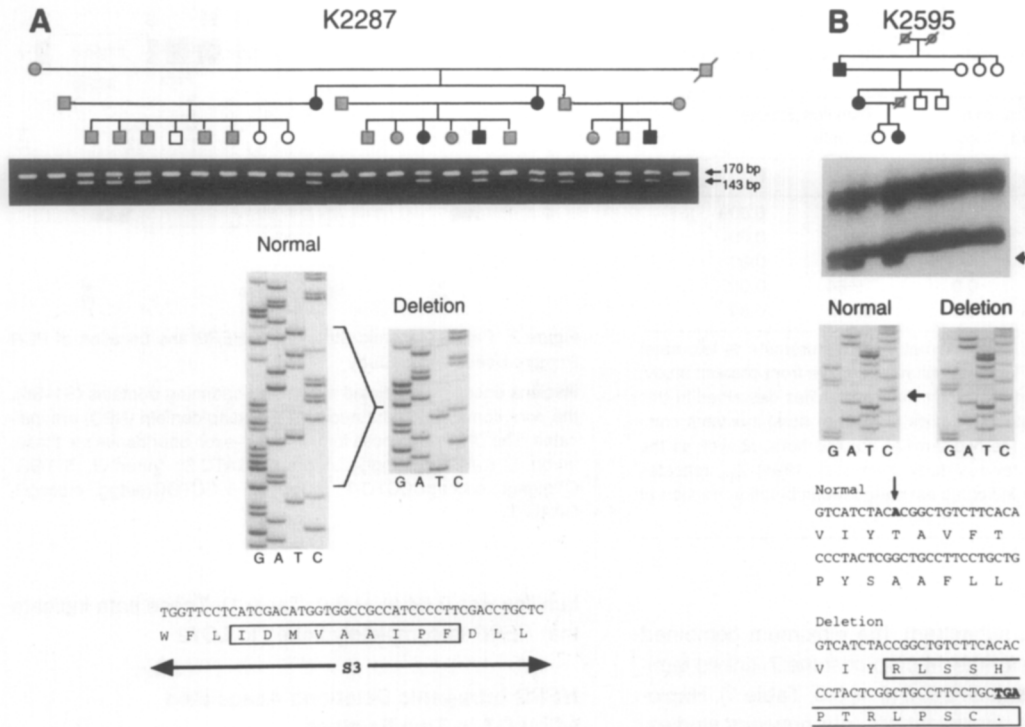 A
K2287
170 bp
143 bp
Normal
Deletion
G A T C
G A T C
TGGTTCCTCATCGACATGGTGGCCGCCATCCCCTTCGACCTGCTC
W F L I D M V A A I P F D L L
S3
B
K2595
Normal
Deletion
G A T C
G A T C
Normal
GTCATCTACACGGCTGTCTTCACA
V I Y T A V F T
CCCTACTCGGCTGCCTTCCTGCTG
P Y S A A F L L
Deletion
GTCATCTACCGGCTGTCTTCACAC
V I Y R L S S H
CCTACTCGGCTGCCTTCCTGCTGA
P T R L P S C .